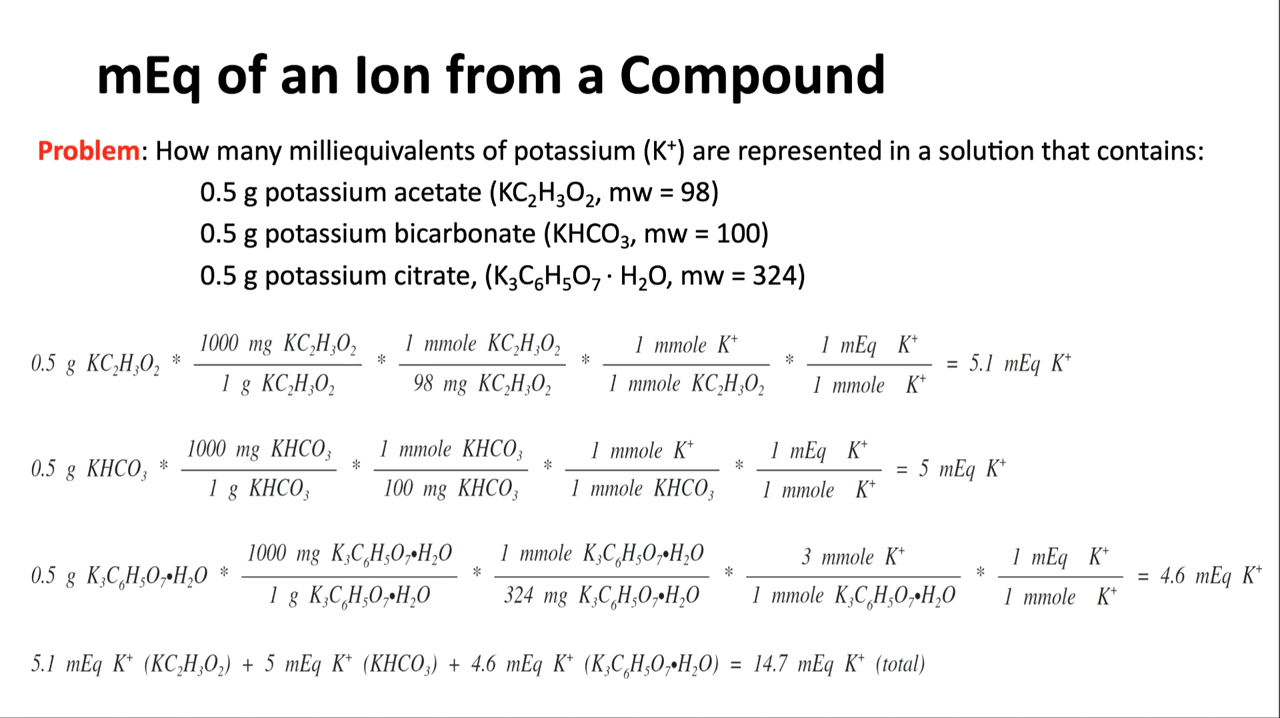 mEq of an Ion from a Compound
Problem: How many milliequivalents of potassium (K⁺) are represented in a solution that contains:
0.5 g potassium acetate (KC₂H₃O₂, mw = 98)
0.5 g potassium bicarbonate (KHCO₃, mw = 100)
0.5 g potassium citrate, (K₃C₆H₅O₇ · H₂O, mw = 324)
0.5 g KC₂H₃O₂ * 1000 mg KC₂H₃O₂ / 1 g KC₂H₃O₂ * 1 mmole KC₂H₃O₂ / 98 mg KC₂H₃O₂ * 1 mmole K⁺ / 1 mmole KC₂H₃O₂ * 1 mEq K⁺ / 1 mmole K⁺ = 5.1 mEq K⁺
0.5 g KHCO₃ * 1000 mg KHCO₃ / 1 g KHCO₃ * 1 mmole KHCO₃ / 100 mg KHCO₃ * 1 mmole K⁺ / 1 mmole KHCO₃ * 1 mEq K⁺ / 1 mmole K⁺ = 5 mEq K⁺
0.5 g K₃C₆H₅O₇•H₂O * 1000 mg K₃C₆H₅O₇•H₂O / 1 g K₃C₆H₅O₇•H₂O * 1 mmole K₃C₆H₅O₇•H₂O / 324 mg K₃C₆H₅O₇•H₂O * 3 mmole K⁺ / 1 mmole K₃C₆H₅O₇•H₂O * 1 mEq K⁺ / 1 mmole K⁺ = 4.6 mEq K⁺
5.1 mEq K⁺ (KC₂H₃O₂) + 5 mEq K⁺ (KHCO₃) + 4.6 mEq K⁺ (K₃C₆H₅O₇•H₂O) = 14.7 mEq K⁺ (total)